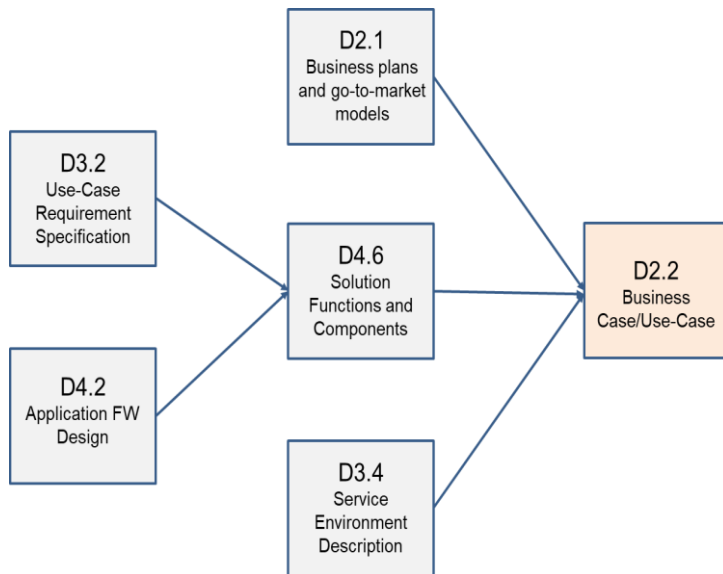 D2.1
Business plans
and go-to-market
models
D3.2
Use-Case
Requirement
Specification
D4.6
Solution
Functions and
Components
D2.2
Business
Case/Use-Case
D4.2
Application FW
Design
D3.4
Service
Environment
Description